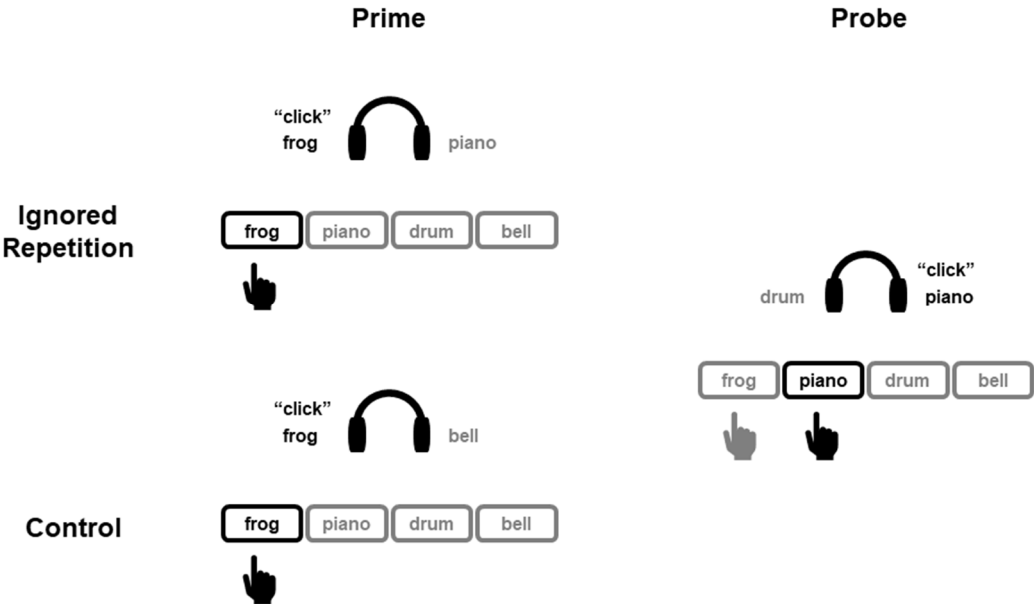 Prime
Probe
“click”
frog
piano
Ignored
Repetition
frog piano drum bell
“click”
drum
piano
frog piano drum bell
“click”
frog
bell
Control
frog piano drum bell